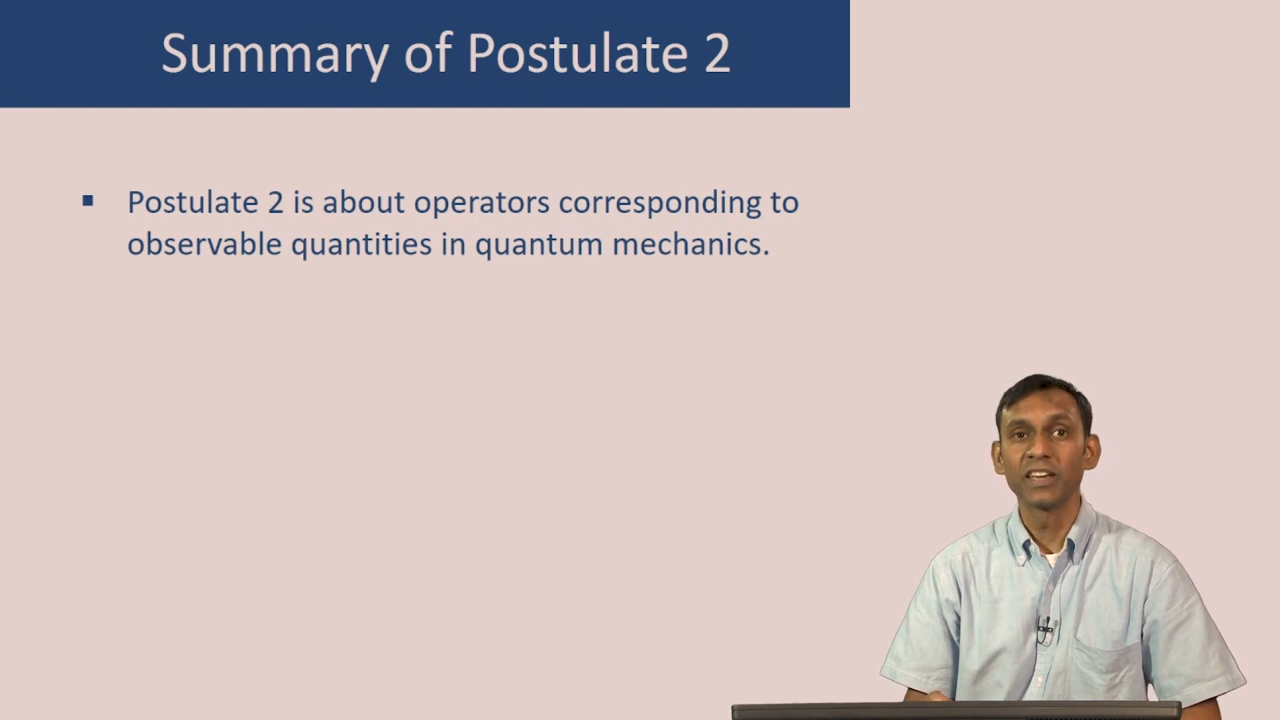 Summary of Postulate 2
▪ Postulate 2 is about operators corresponding to
observable quantities in quantum mechanics.